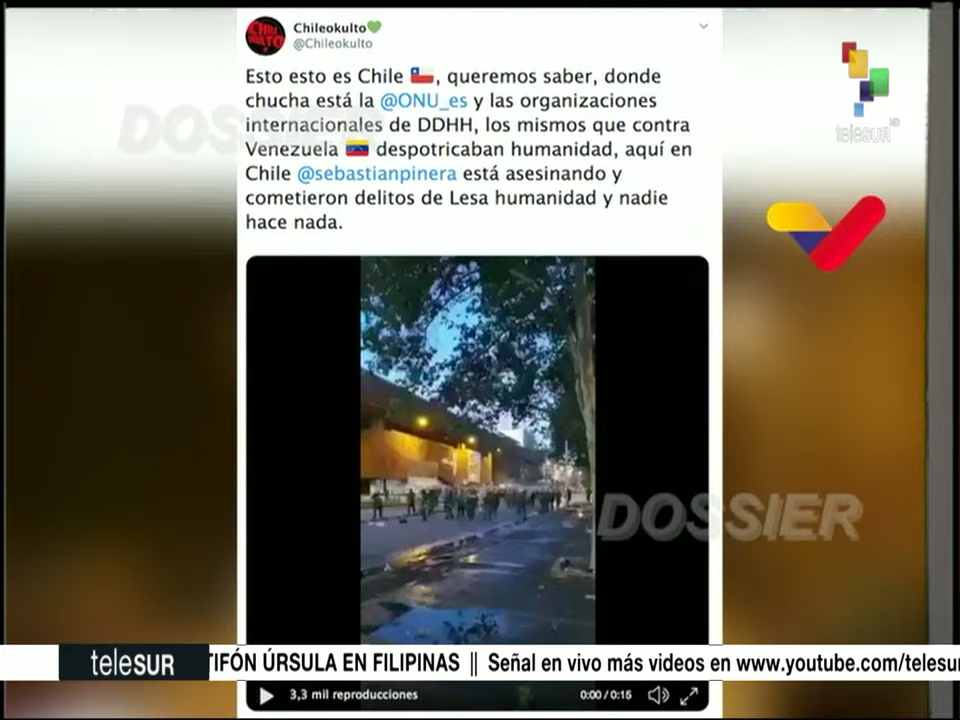 Chileokulto💚
@Chileokulto
Esto esto es Chile 🇨🇱, queremos saber, donde
chucha está la @ONU_es y las organizaciones
internacionales de DDHH, los mismos que contra
Venezuela 🇻🇪 despotricaban humanidad, aquí en
Chile @sebastianpinera está asesinando y
cometieron delitos de Lesa humanidad y nadie
hace nada.
DOSSIER
teleSUR HD
DOSSIER
teleSUR
TIFÓN ÚRSULA EN FILIPINAS || Señal en vivo más videos en www.youtube.com/telesur
3,3 mil reproducciones
0:00/0:15